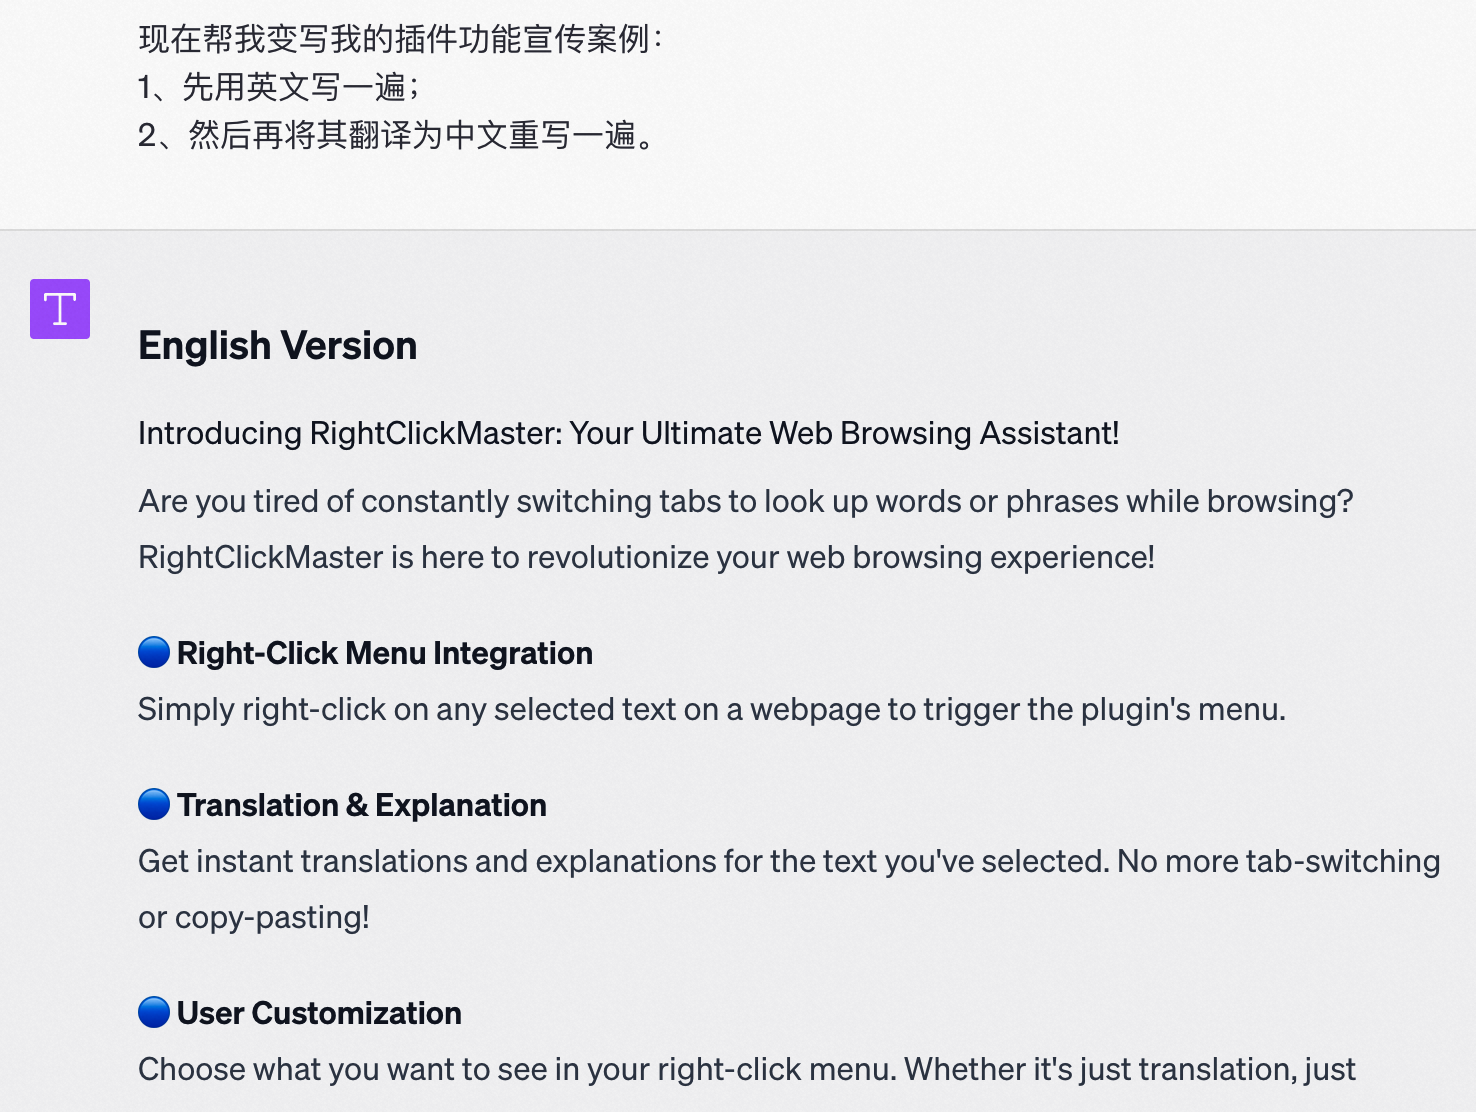 现在帮我变写我的插件功能宣传案例：
1、先用英文写一遍；
2、然后再将其翻译为中文重写一遍。
T
English Version
Introducing RightClickMaster: Your Ultimate Web Browsing Assistant!
Are you tired of constantly switching tabs to look up words or phrases while browsing?
RightClickMaster is here to revolutionize your web browsing experience!
🔵 Right-Click Menu Integration
Simply right-click on any selected text on a webpage to trigger the plugin's menu.
🔵 Translation & Explanation
Get instant translations and explanations for the text you've selected. No more tab-switching
or copy-pasting!
🔵 User Customization
Choose what you want to see in your right-click menu. Whether it's just translation, just